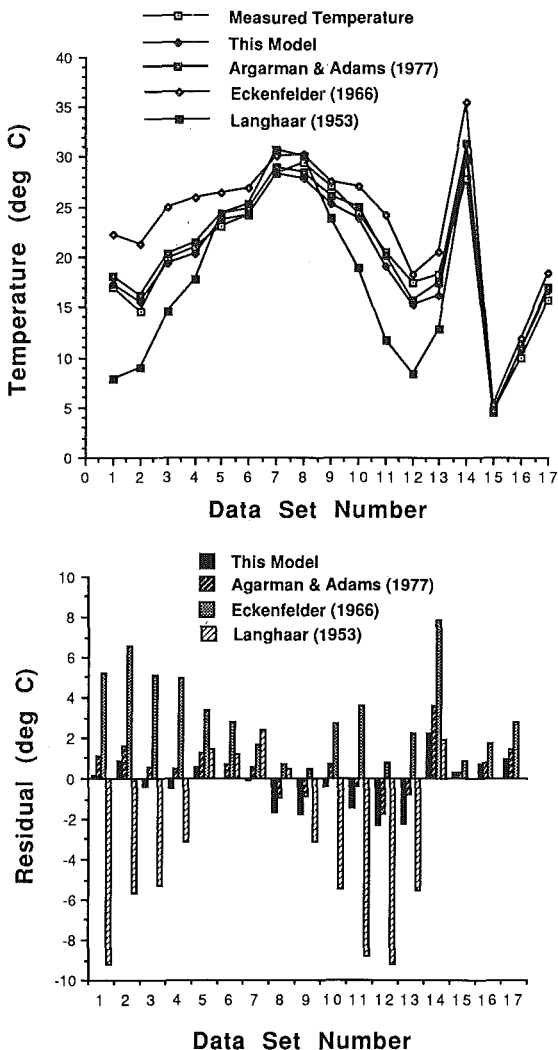 Measured Temperature
This Model
Argarman & Adams (1977)
Eckenfelder (1966)
Langhaar (1953)
Temperature (deg C)
40
35
30
25
20
15
10
5
0
0 1 2 3 4 5 6 7 8 9 10 11 12 13 14 15 16 17
Data Set Number
This Model
Agarman & Adams (1977)
Eckenfelder (1966)
Langhaar (1953)
Residual (deg C)
10
8
6
4
2
0
-2
-4
-6
-8
-10
1 2 3 4 5 6 7 8 9 10 11 12 13 14 15 16 17
Data Set Number